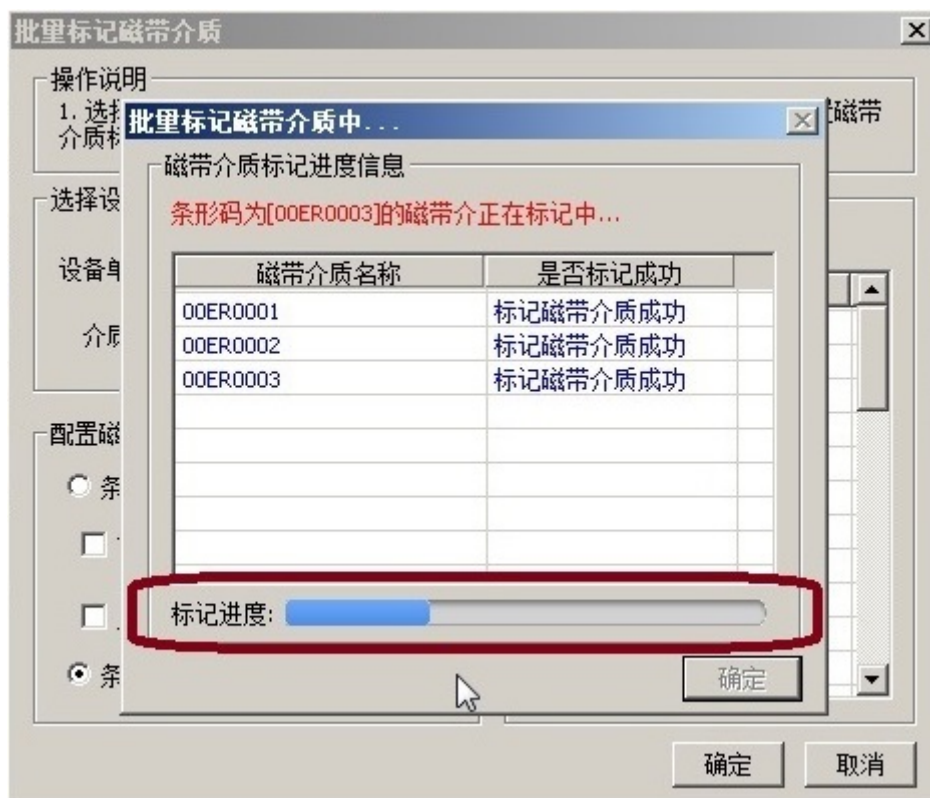 批里标记磁带介质
操作说明
1. 选择
磁带
介质标
批里标记磁带介质中...
磁带介质标记进度信息
条形码为[00ER0003]的磁带介正在标记中...
磁带介质名称 是否标记成功
00ER0001 标记磁带介质成功
00ER0002 标记磁带介质成功
00ER0003 标记磁带介质成功
选择设
设备单
介质
配置磁
条
条
标记进度:
确定
确定 取消